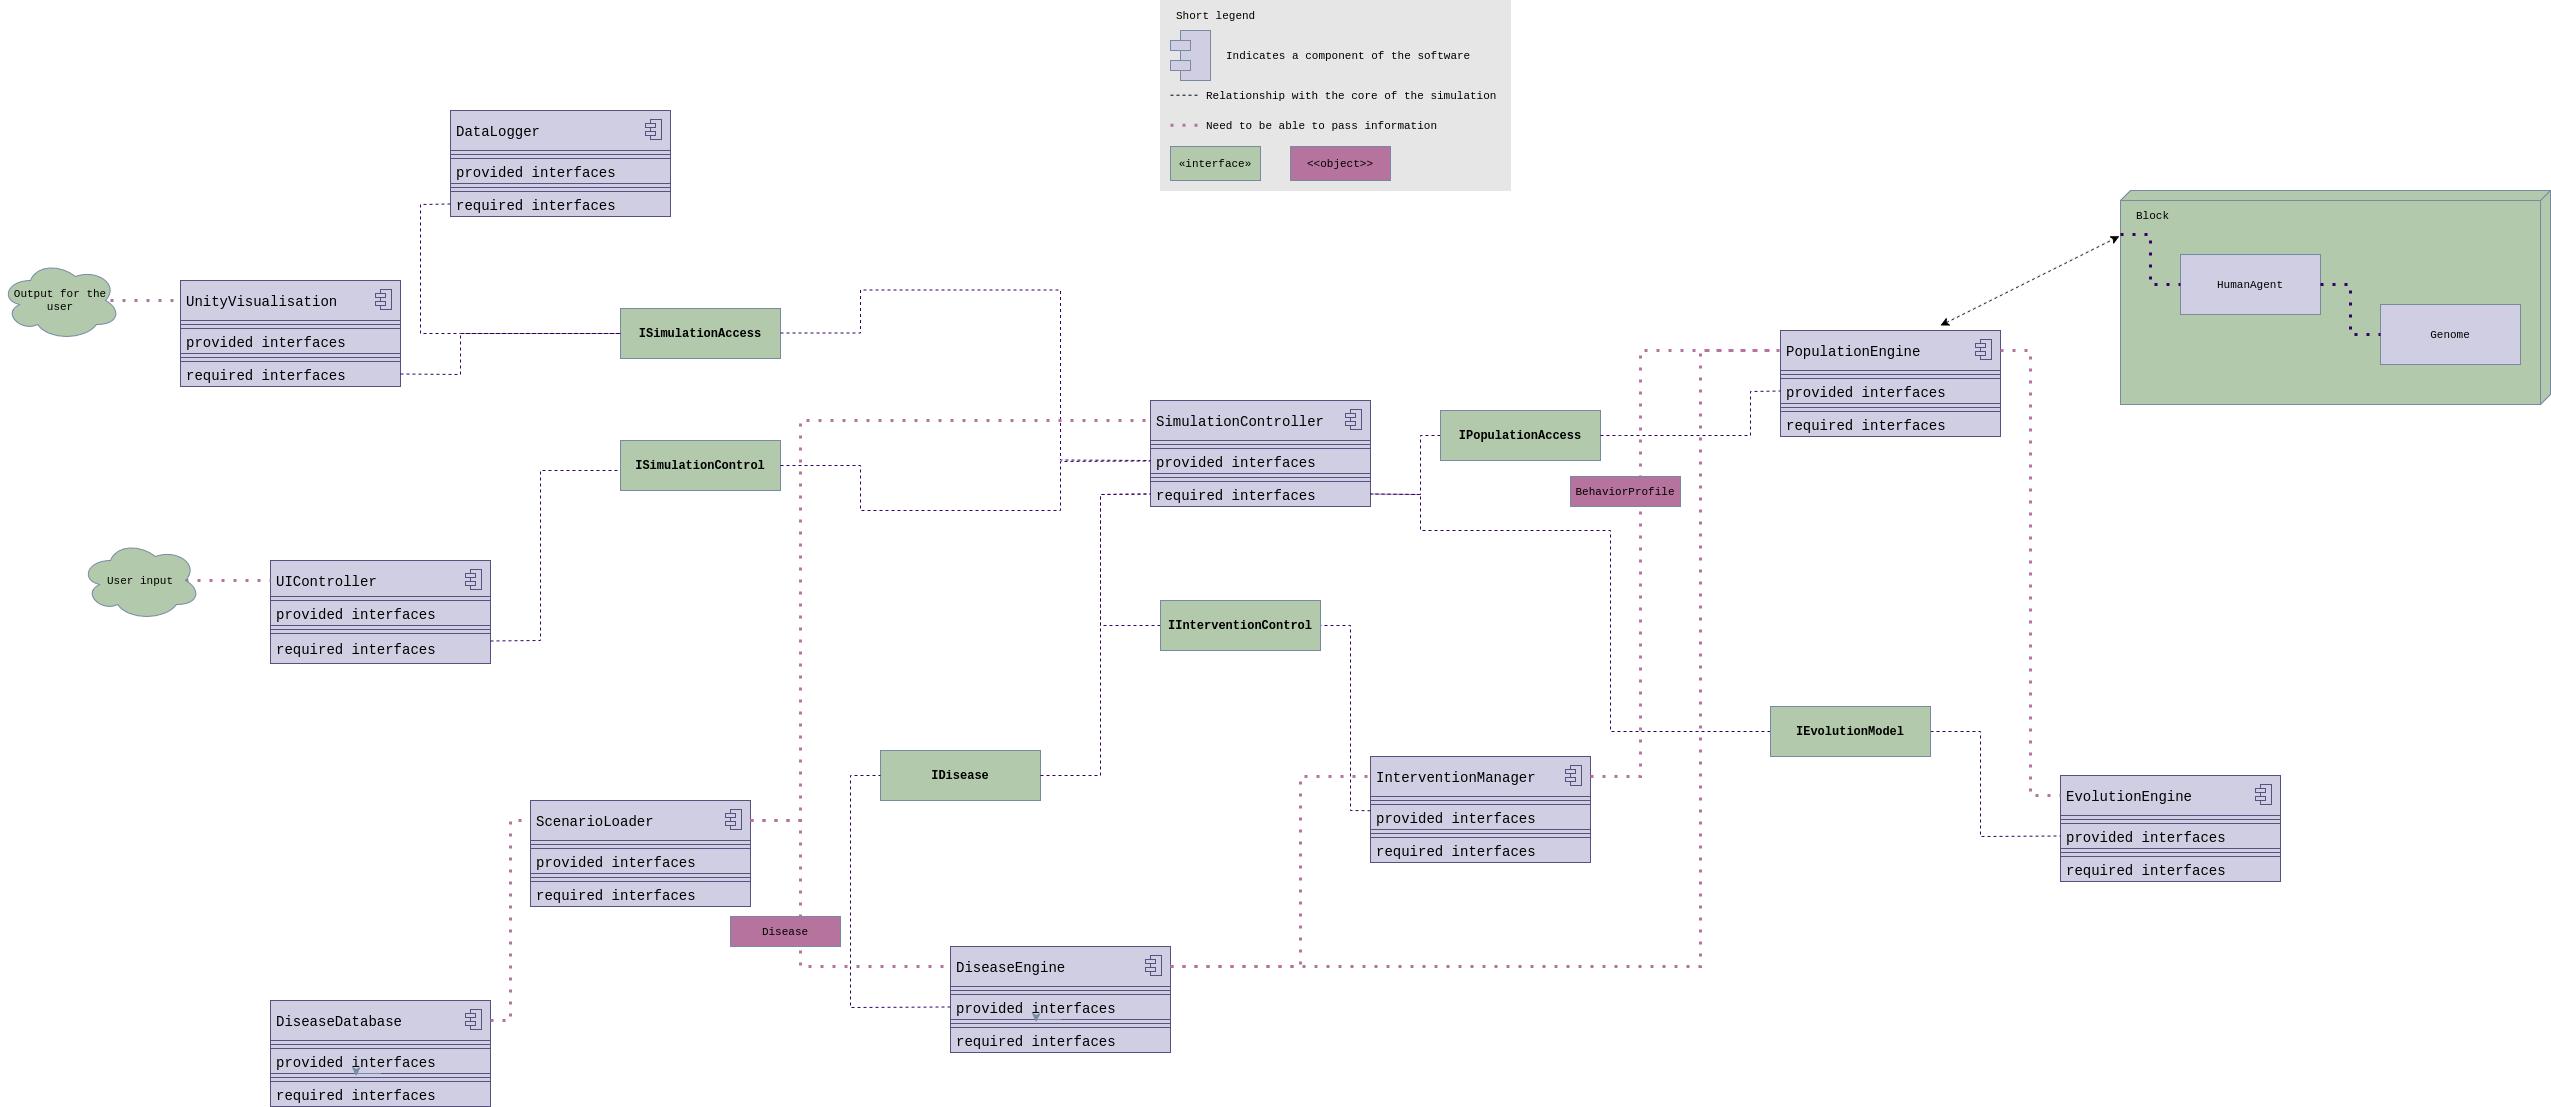 Short legend
Indicates a component of the software
Relationship with the core of the simulation
Need to be able to pass information
«interface»
<<object>>
DataLogger
provided interfaces
required interfaces
Output for the
user
UnityVisualisation
provided interfaces
required interfaces
ISimulationAccess
Block
HumanAgent
Genome
PopulationEngine
provided interfaces
required interfaces
SimulationController
provided interfaces
required interfaces
IPopulationAccess
ISimulationControl
BehaviorProfile
User input
UIController
provided interfaces
required interfaces
IInterventionControl
IEvolutionModel
IDisease
InterventionManager
provided interfaces
required interfaces
EvolutionEngine
provided interfaces
required interfaces
ScenarioLoader
provided interfaces
required interfaces
Disease
DiseaseEngine
provided interfaces
required interfaces
DiseaseDatabase
provided interfaces
required interfaces